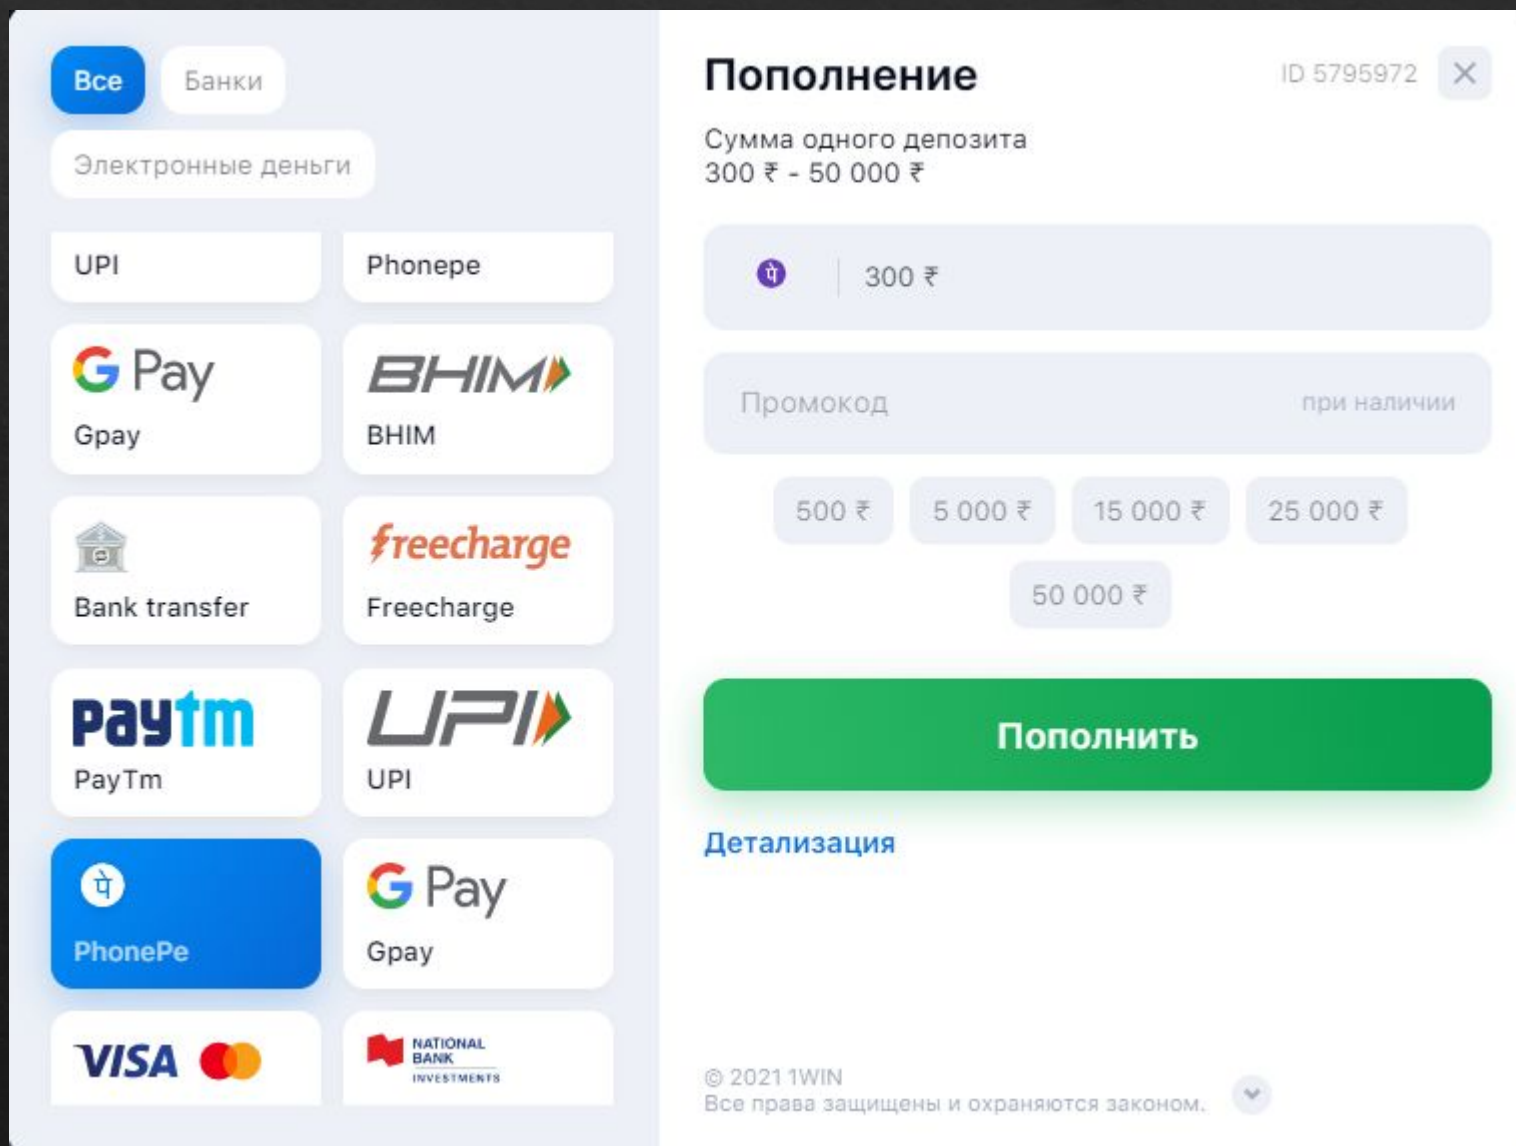 Все
Банки
Электронные деньги
UPI
Phonepe
G Pay
Gpay
BHIM
BHIM
Bank transfer
freecharge
Freecharge
paytm
PayTm
UPI
UPI
पे
PhonePe
G Pay
Gpay
VISA
NATIONAL
BANK
INVESTMENTS
Пополнение
ID 5795972
Сумма одного депозита
300 ₹ - 50 000 ₹
पे
300 ₹
Промокод
при наличии
500 ₹
5 000 ₹
15 000 ₹
25 000 ₹
50 000 ₹
Пополнить
Детализация
© 2021 1WIN
Все права защищены и охраняются законом.